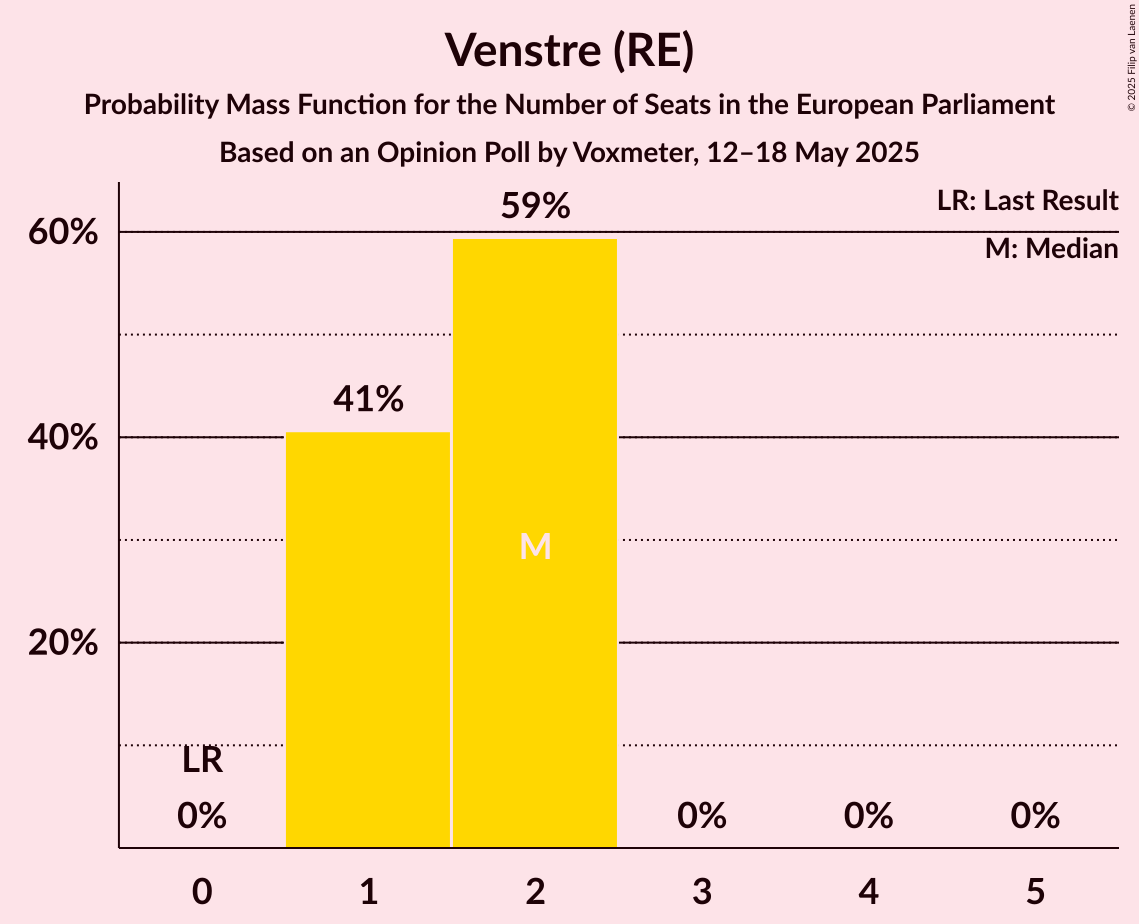 Venstre (RE)
Probability Mass Function for the Number of Seats in the European Parliament
Based on an Opinion Poll by Voxmeter, 12–18 May 2025
© 2025 Filip van Laenen
LR: Last Result
M: Median
60%
40%
20%
59%
41%
M
LR
0%
0%
0%
0%
0
1
2
3
4
5